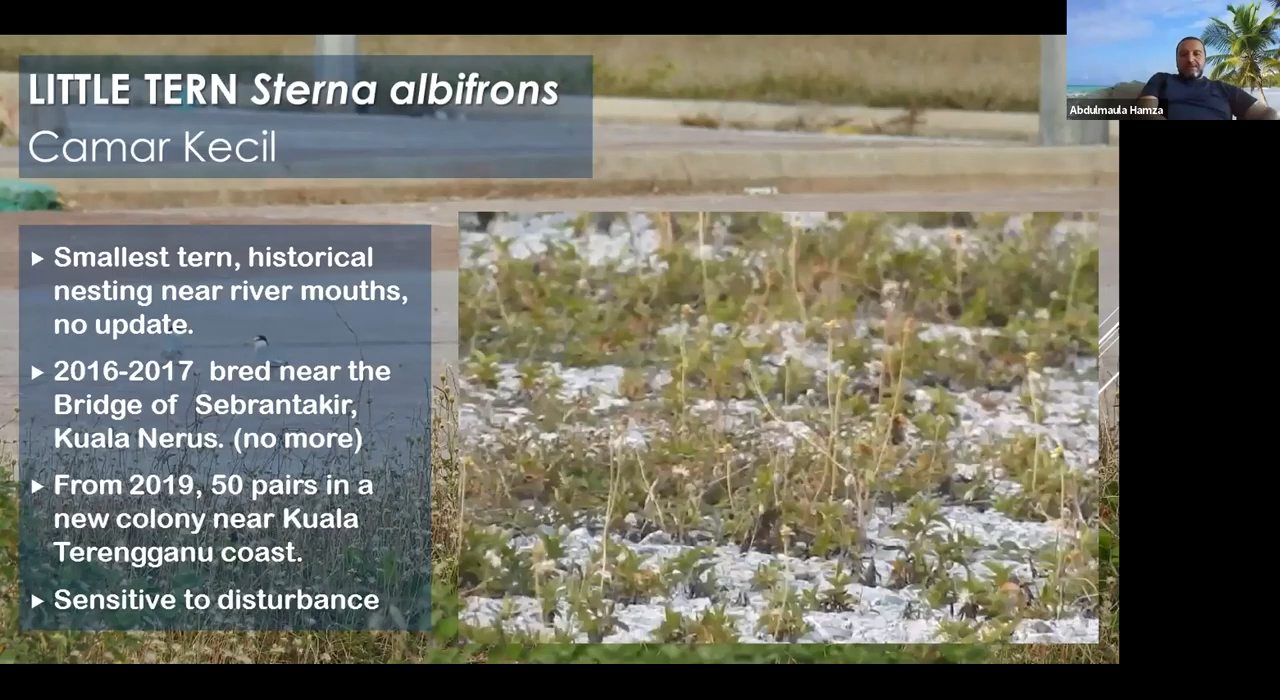 LITTLE TERN Sterna albifrons
Camar Kecil
Abdulmaula Hamza
Smallest tern, historical
nesting near river mouths,
no update.
2016-2017 bred near the
Bridge of Sebrantakir,
Kuala Nerus. (no more)
From 2019, 50 pairs in a
new colony near Kuala
Terengganu coast.
Sensitive to disturbance